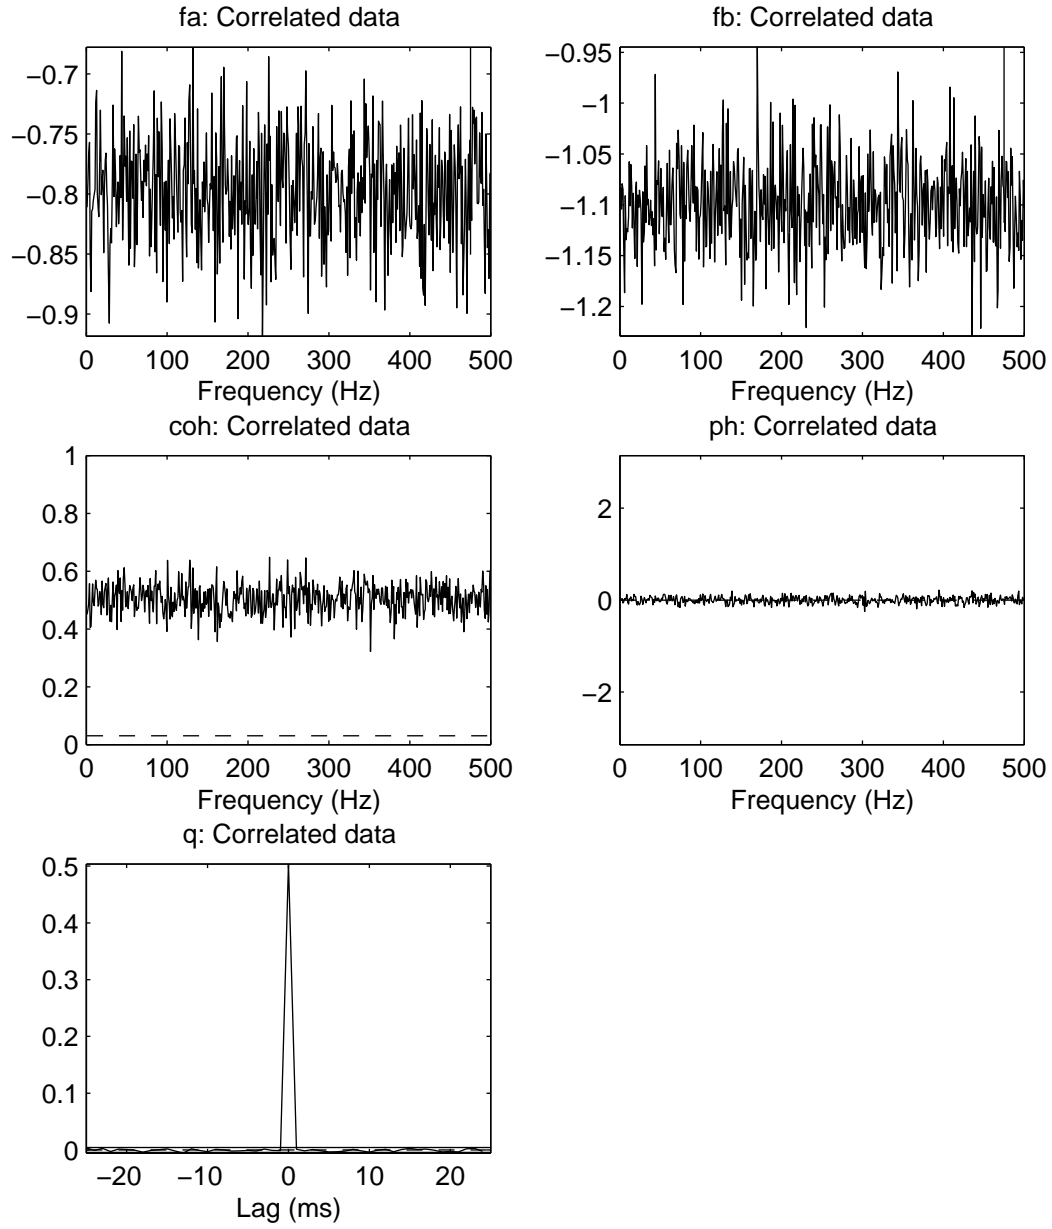 fa: Correlated data
−0.7
−0.75
−0.8
−0.85
−0.9
0 100 200 300 400 500
Frequency (Hz)
fb: Correlated data
−0.95
−1
−1.05
−1.1
−1.15
−1.2
0 100 200 300 400 500
Frequency (Hz)
coh: Correlated data
1
0.8
0.6
0.4
0.2
0
0 100 200 300 400 500
Frequency (Hz)
ph: Correlated data
2
0
−2
0 100 200 300 400 500
Frequency (Hz)
q: Correlated data
0.5
0.4
0.3
0.2
0.1
0
−20 −10 0 10 20
Lag (ms)